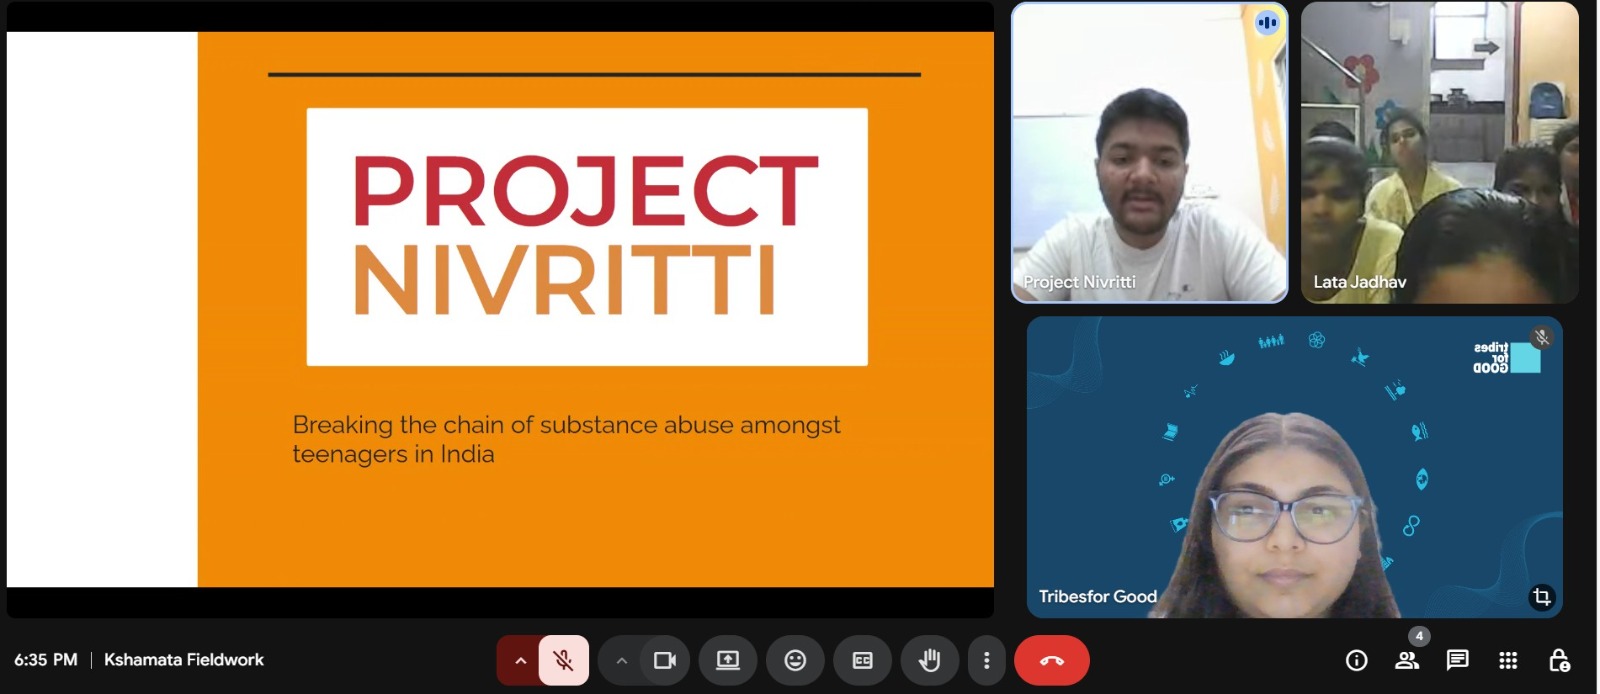 PROJECT
NIVRITTI
Breaking the chain of substance abuse amongst
teenagers in India
Project Nivritti
Lata Jadhav
tribes
for
GOOD
Tribesfor Good
6:35 PM | Kshamata Fieldwork
CC
4